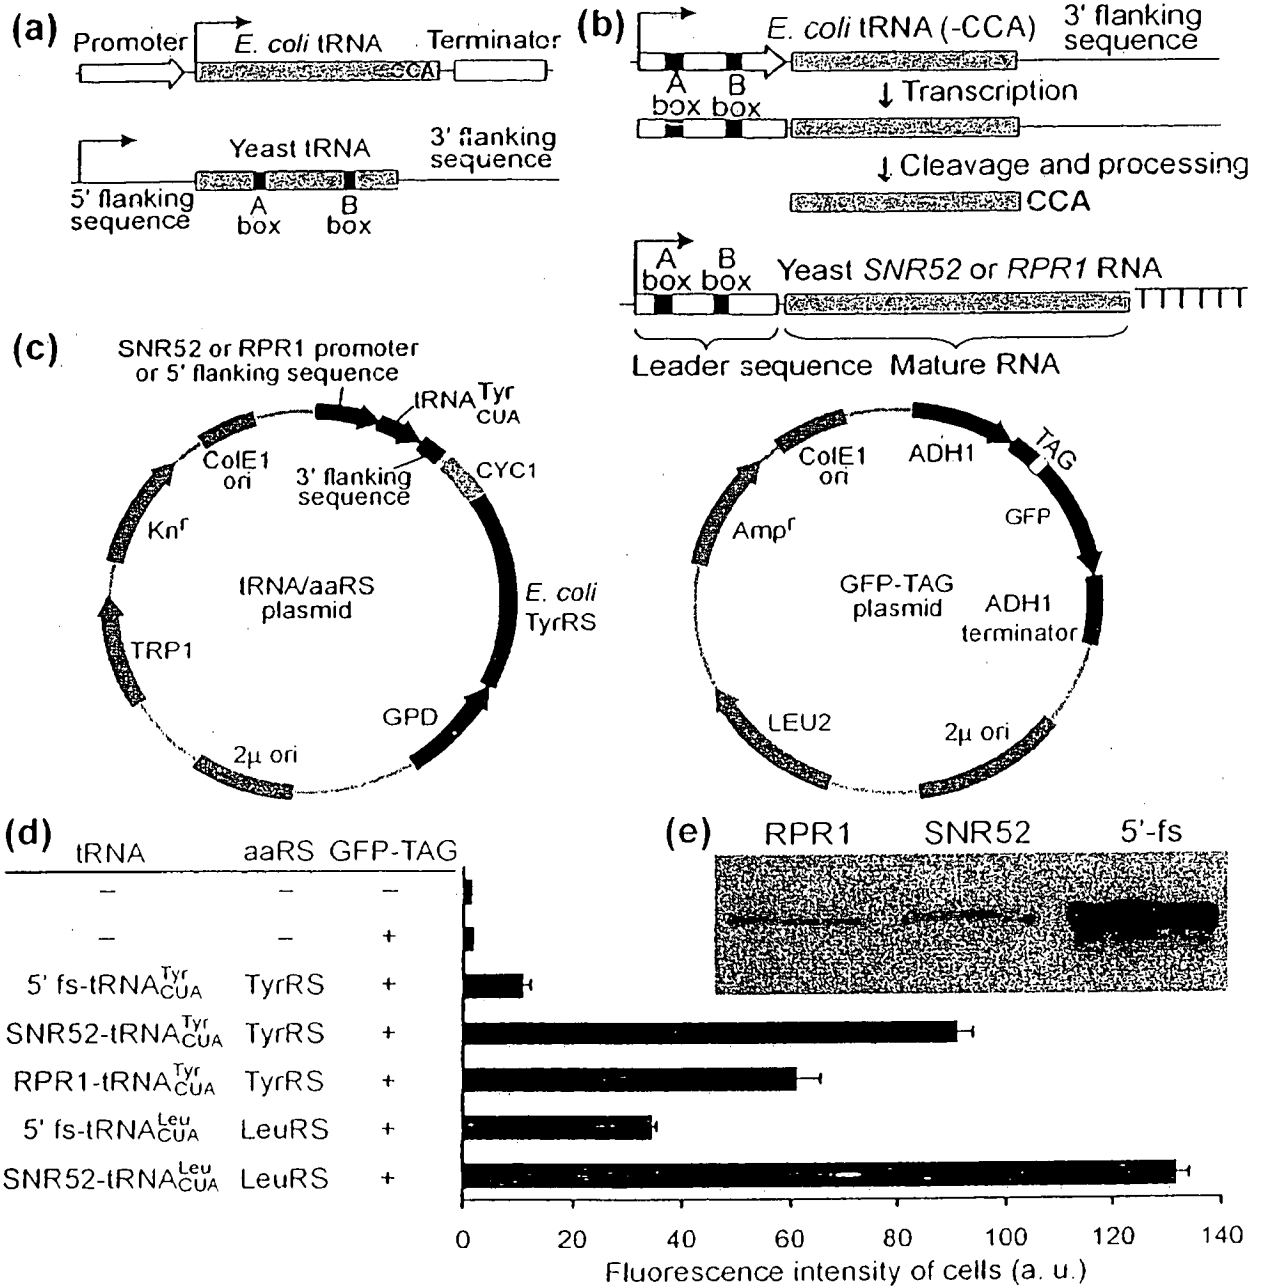 (a)
Promoter
E. coli tRNA
Terminator
CCA
Yeast tRNA
3' flanking
sequence
5' flanking
sequence
A
box
B
box
(b)
E. coli tRNA (-CCA)
3' flanking
sequence
A
box
B
box
↓ Transcription
↓ Cleavage and processing
CCA
A
box
B
box
Yeast SNR52 or RPR1 RNA
TTTTTT
Leader sequence
Mature RNA
(c)
SNR52 or RPR1 promoter
or 5' flanking sequence
tRNA Tyr CUA
ColE1
ori
3' flanking
sequence
CYC1
Knr
tRNA/aaRS
plasmid
E. coli
TyrRS
TRP1
GPD
2μ ori
ColE1
ori
ADH1
TAG
GFP
Ampr
GFP-TAG
plasmid
ADH1
terminator
LEU2
2μ ori
(d)
tRNA aaRS GFP-TAG
– – –
– – +
5' fs-tRNA Tyr CUA TyrRS +
SNR52-tRNA Tyr CUA TyrRS +
RPR1-tRNA Tyr CUA TyrRS +
5' fs-tRNA Leu CUA LeuRS +
SNR52-tRNA Leu CUA LeuRS +
0 20 40 60 80 100 120 140
Fluorescence intensity of cells (a. u.)
(e)
RPR1 SNR52 5'-fs